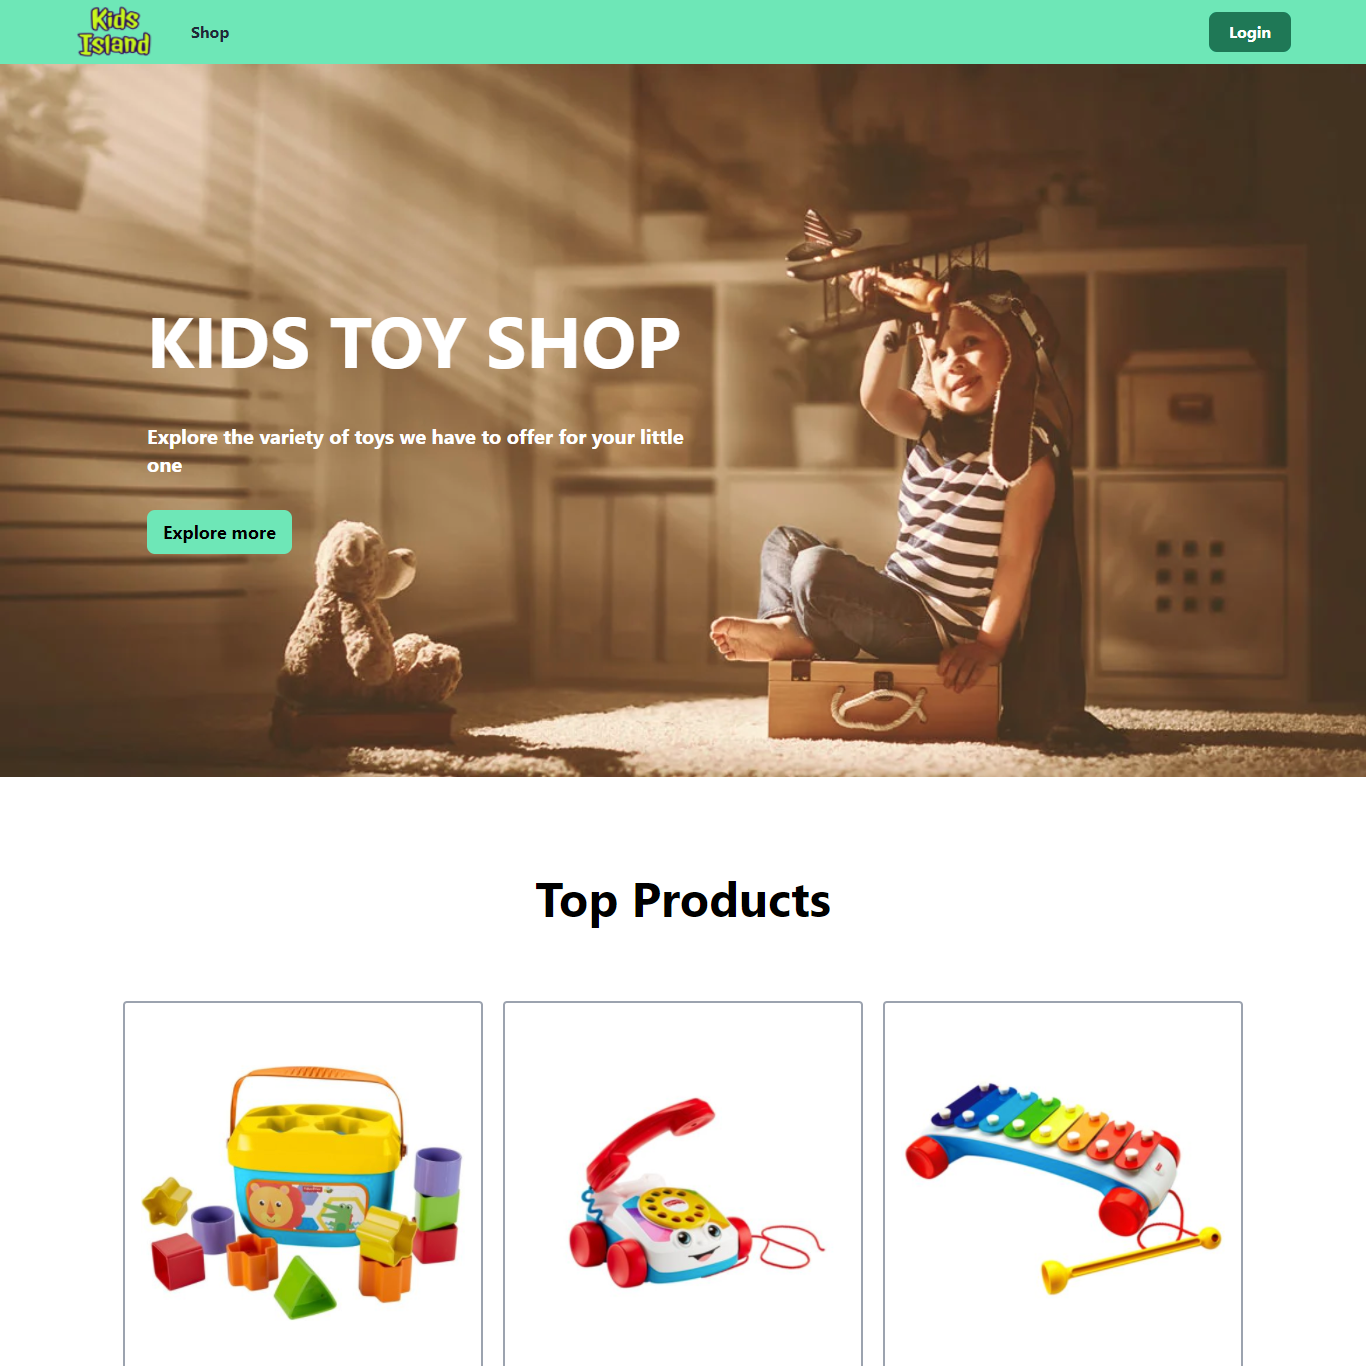 Kids
Island
Shop
Login
KIDS TOY SHOP
Explore the variety of toys we have to offer for your little
one
Explore more
Top Products